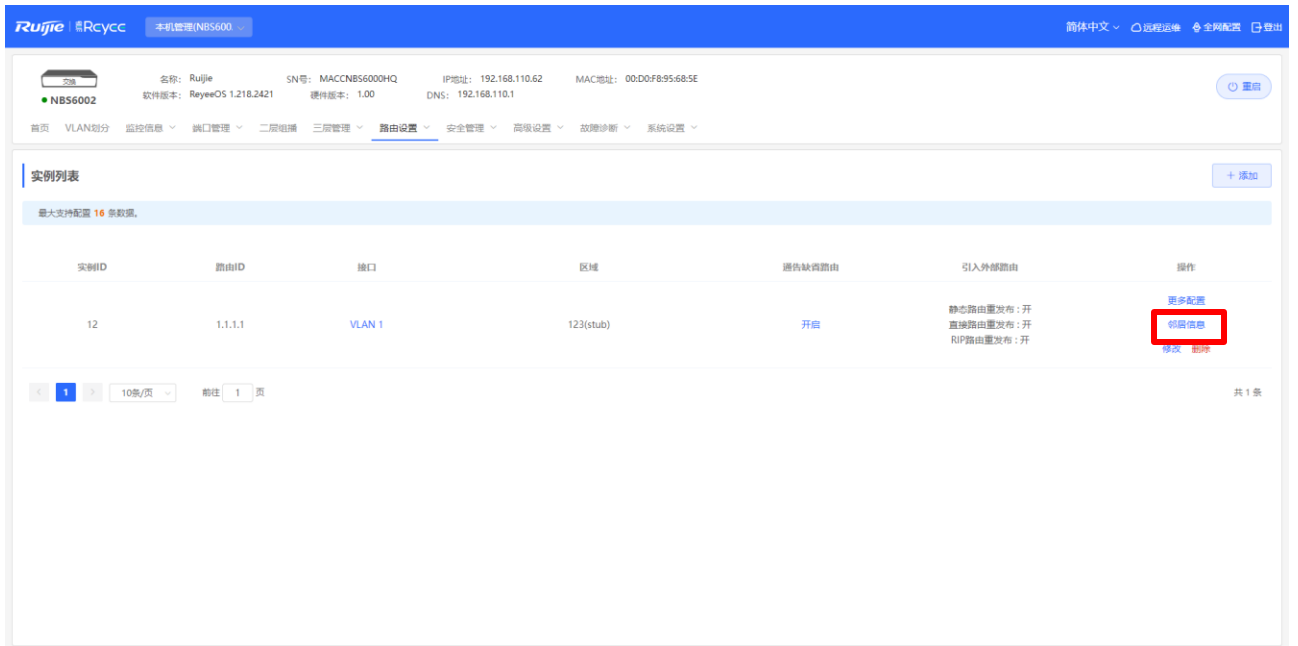 Ruijie | 睿Rcycc 本机管理(NBS600. 简体中文 远程运维 全网配置 登出
交换
NBS6002
名称: Ruijie SN号: MACCNBS6000HQ IP地址: 192.168.110.62 MAC地址: 00:D0:F8:95:68:5E
软件版本: ReyeeOS 1.218.2421 硬件版本: 1.00 DNS: 192.168.110.1
重启
首页 VLAN划分 监控信息 端口管理 二层组播 三层管理 路由设置 安全管理 高级设置 故障诊断 系统设置
实例列表 + 添加
最大支持配置 16 条数据。
实例ID 路由ID 接口 区域 通告缺省路由 引入外部路由 操作
12 1.1.1.1 VLAN 1 123(stub) 开启
静态路由重发布 : 开
直接路由重发布 : 开
RIP路由重发布 : 开
更多配置
邻居信息
修改 删除
1 10条/页 前往 1 页 共 1 条